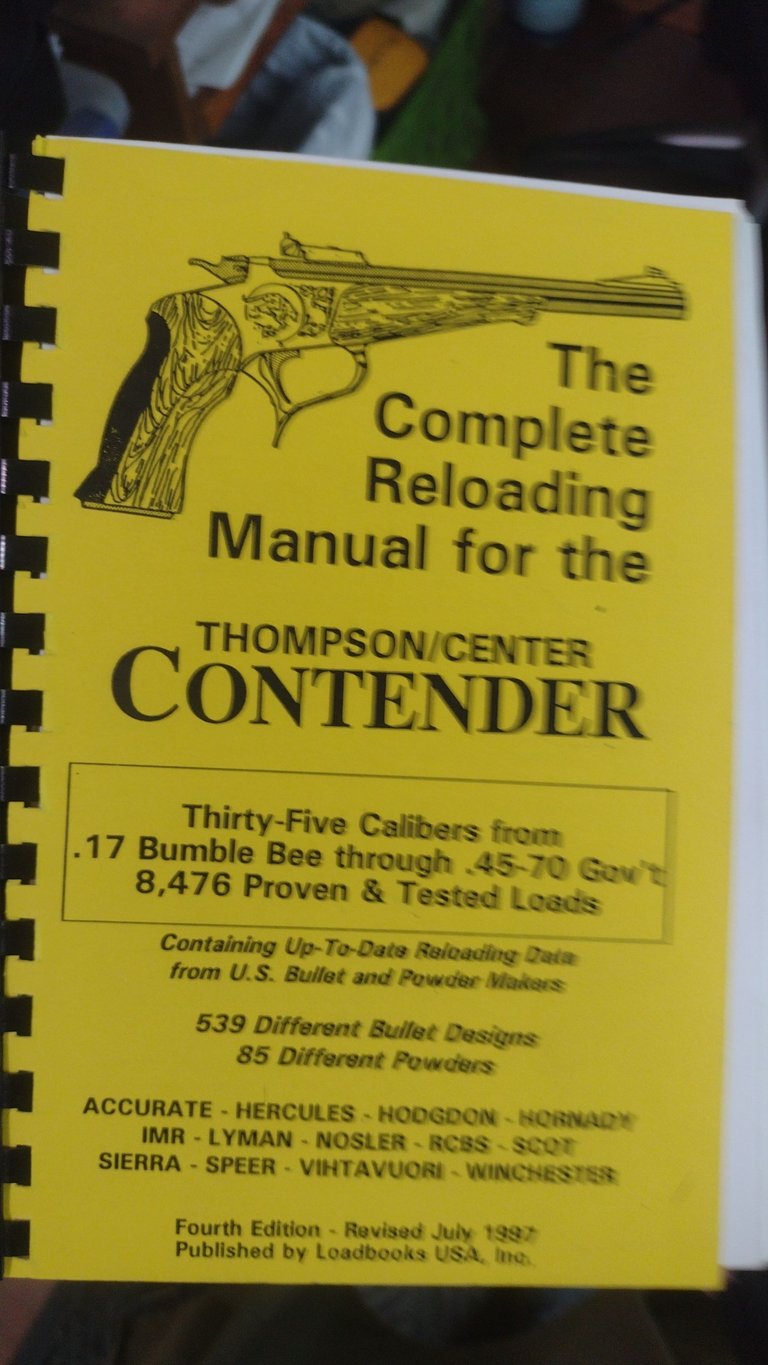 The
Complete
Reloading
Manual for the
THOMPSON/CENTER
CONTENDER
Thirty-Five Calibers from
.17 Bumble Bee through .45-70 Gov't
8,476 Proven & Tested Loads
Containing Up-To-Date Reloading Data
from U.S. Bullet and Powder Makers
539 Different Bullet Designs
85 Different Powders
ACCURATE - HERCULES - HODGDON - HORNADY
IMR - LYMAN - NOSLER - RCBS - SCOT
SIERRA - SPEER - VIHTAVUORI - WINCHESTER
Fourth Edition - Revised July 1997
Published by Loadbooks USA, Inc.